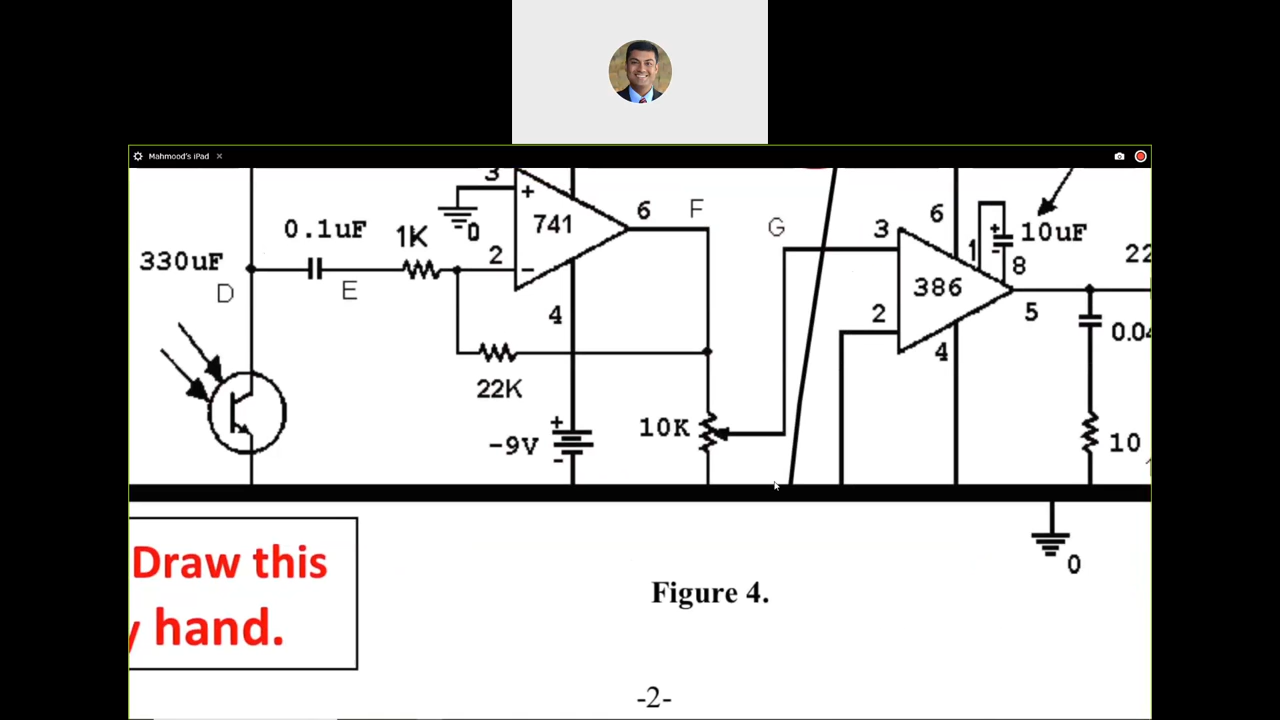 Mahmood's iPad ×
3
6
F
0.1uF
1K
741
0
2
330uF
D
E
4
22K
-9V
+
-
10K
G
3
6
1
+
-
10uF
8
22
386
2
5
4
0.04
10
Draw this
y hand.
0
Figure 4.
-2-